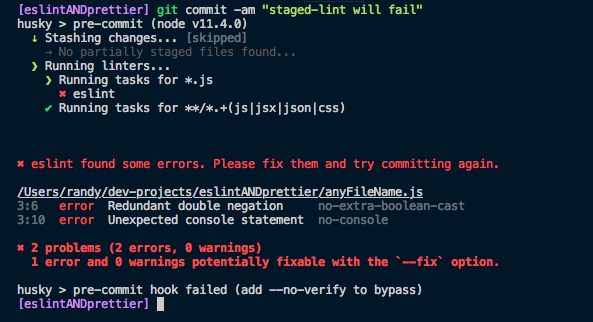 [eslintANDprettier] git commit -am "staged-lint will fail"
husky > pre-commit (node v11.4.0)
↓ Stashing changes... [skipped]
→ No partially staged files found...
❯ Running linters...
❯ Running tasks for *.js
✖ eslint
✔ Running tasks for **/*.+(js|jsx|json|css)
✖ eslint found some errors. Please fix them and try committing again.
/Users/randy/dev-projects/eslintANDprettier/anyFileName.js
3:6 error Redundant double negation no-extra-boolean-cast
3:10 error Unexpected console statement no-console
✖ 2 problems (2 errors, 0 warnings)
1 error and 0 warnings potentially fixable with the `--fix` option.
husky > pre-commit hook failed (add --no-verify to bypass)
[eslintANDprettier]